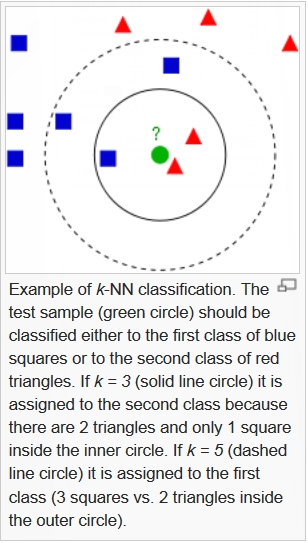 ?
Example of k-NN classification. The
test sample (green circle) should be
classified either to the first class of blue
squares or to the second class of red
triangles. If k = 3 (solid line circle) it is
assigned to the second class because
there are 2 triangles and only 1 square
inside the inner circle. If k = 5 (dashed
line circle) it is assigned to the first
class (3 squares vs. 2 triangles inside
the outer circle).